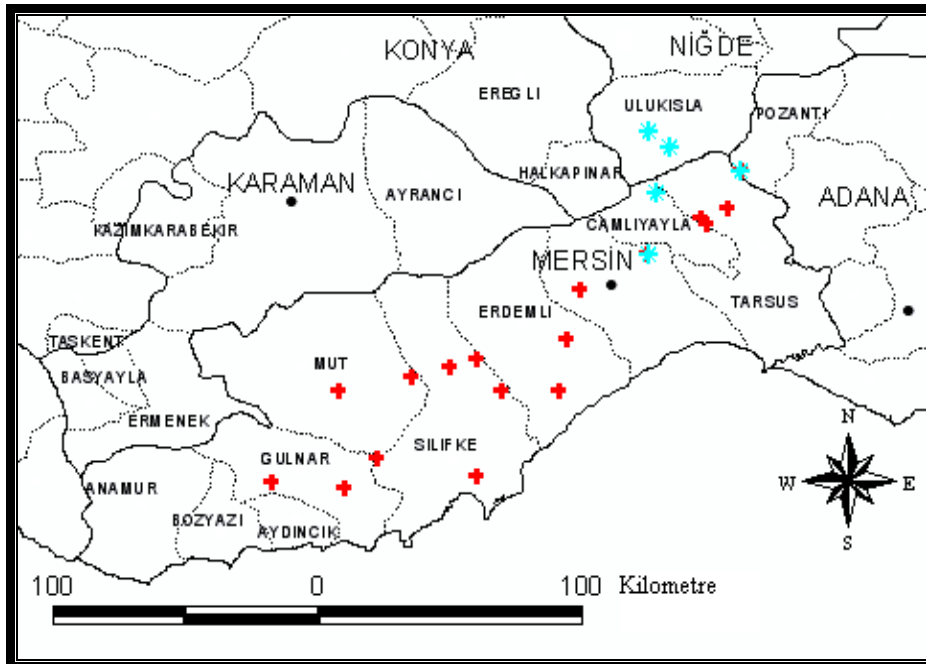 KONYA
NİĞDE
EREGLI
ULUKISLA
POZANTI
HALKAPINAR
KARAMAN
AYRANCI
ADANA
CAMLIYAYLA
KAZIMKARABEKIR
MERSİN
TARSUS
ERDEMLI
TASKENT
BASYAYLA
MUT
ERMENEK
SILIFKE
GULNAR
N
W
E
S
ANAMUR
BOZYAZI
AYDINCIK
100 0 100 Kilometre